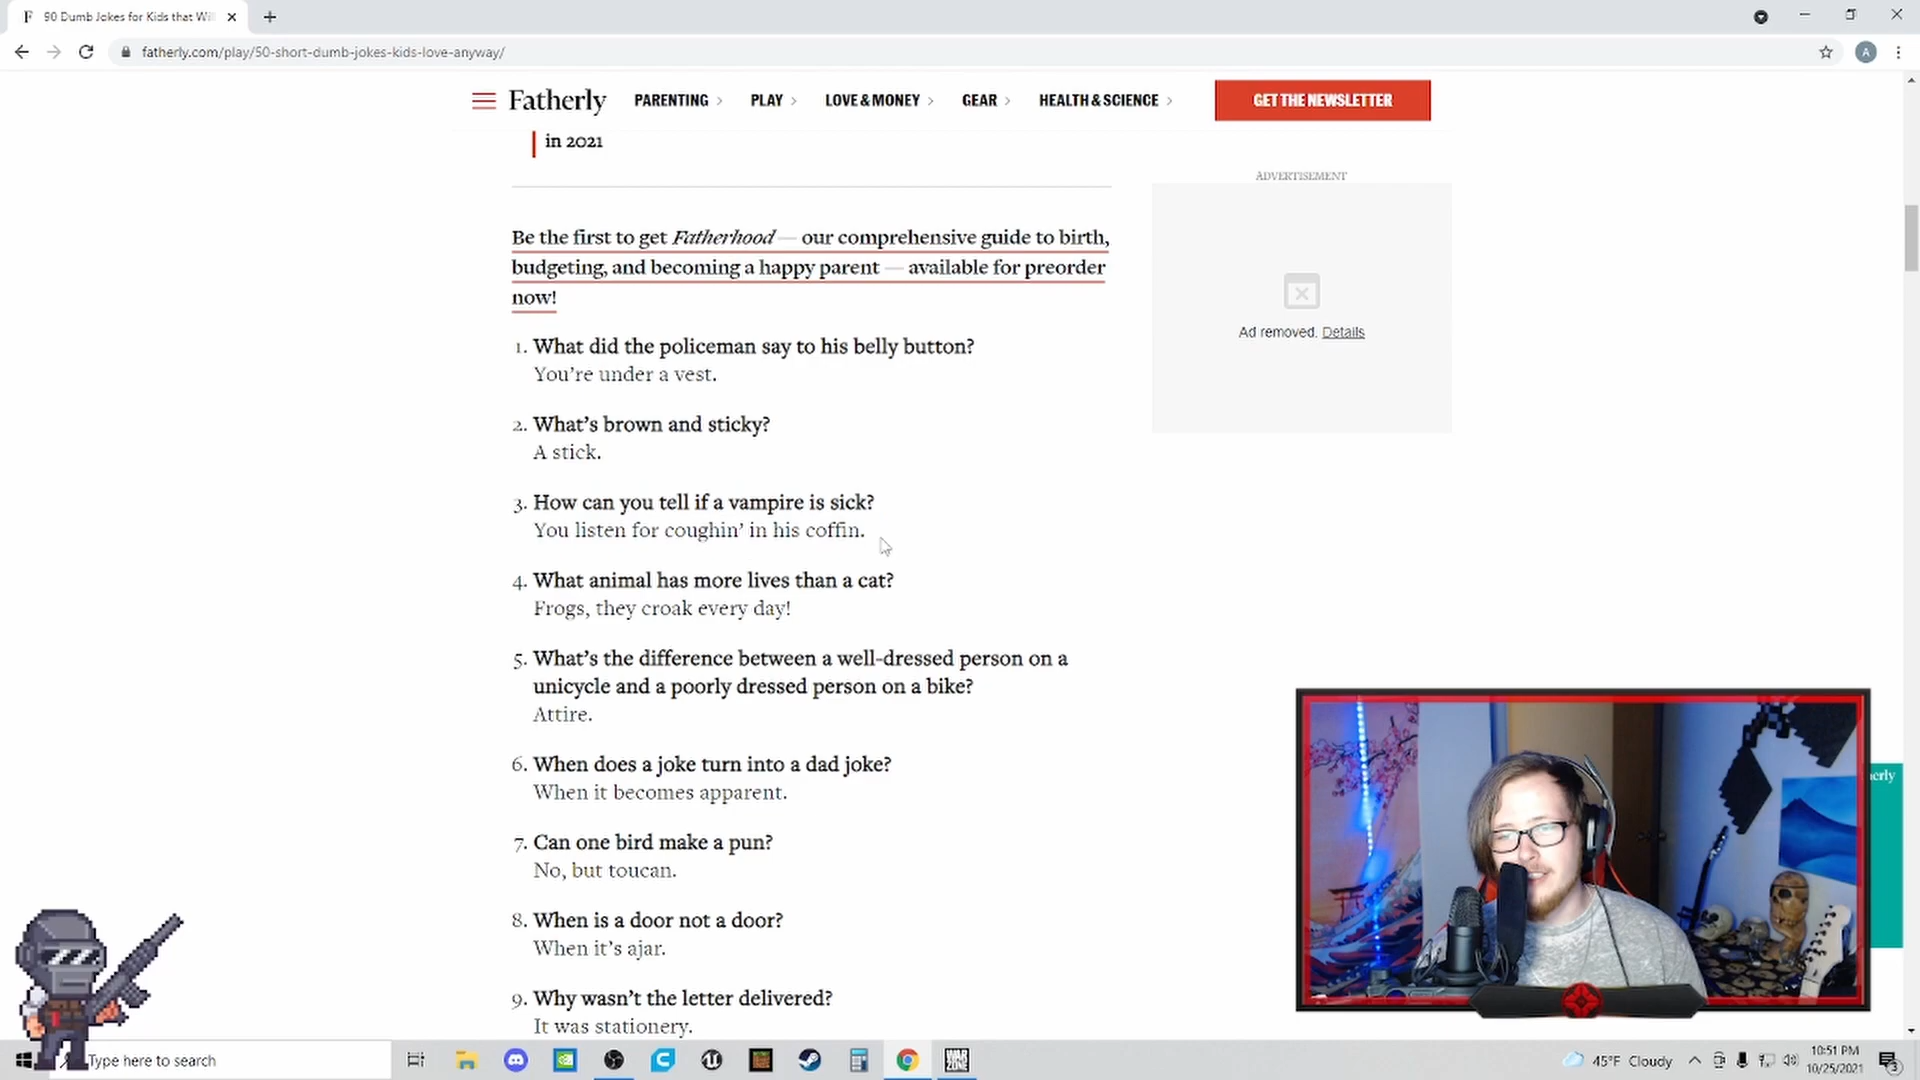 F 90 Dumb Jokes for Kids that Wil
fatherly.com/play/50-short-dumb-jokes-kids-love-anyway/
A
Fatherly PARENTING PLAY LOVE & MONEY GEAR HEALTH & SCIENCE GET THE NEWSLETTER
in 2021
ADVERTISEMENT
Be the first to get Fatherhood — our comprehensive guide to birth,
budgeting, and becoming a happy parent — available for preorder
now!
Ad removed. Details
1. What did the policeman say to his belly button?
You’re under a vest.
2. What’s brown and sticky?
A stick.
3. How can you tell if a vampire is sick?
You listen for coughin’ in his coffin.
4. What animal has more lives than a cat?
Frogs, they croak every day!
5. What’s the difference between a well-dressed person on a
unicycle and a poorly dressed person on a bike?
Attire.
6. When does a joke turn into a dad joke?
When it becomes apparent.
7. Can one bird make a pun?
No, but toucan.
8. When is a door not a door?
When it’s ajar.
9. Why wasn’t the letter delivered?
It was stationery.
erly
Type here to search
WAR
ZONE
45°F Cloudy
10:51 PM
10/25/2021
3